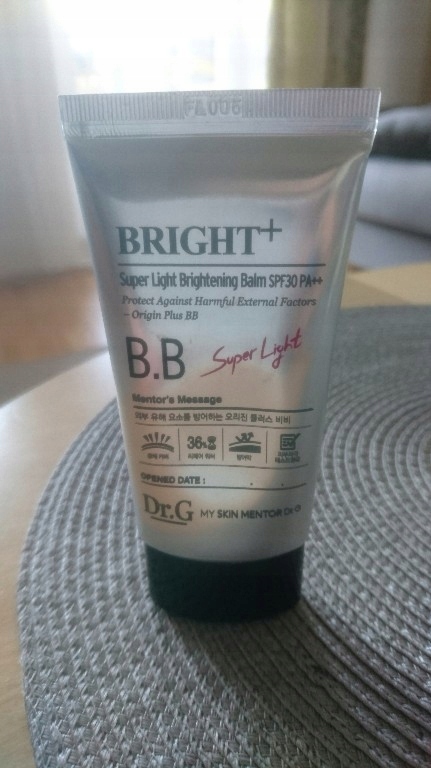 BRIGHT+
Super Light Brightening Balm SPF30 PA++
Protect Against Harmful External Factors
- Origin Plus BB
B.B Super Light
Mentor's Message
피부 유해 요소를 방어하는 오리진 플러스 비비
36%
OPENED DATE : . .
Dr.G MY SKIN MENTOR Dr. G